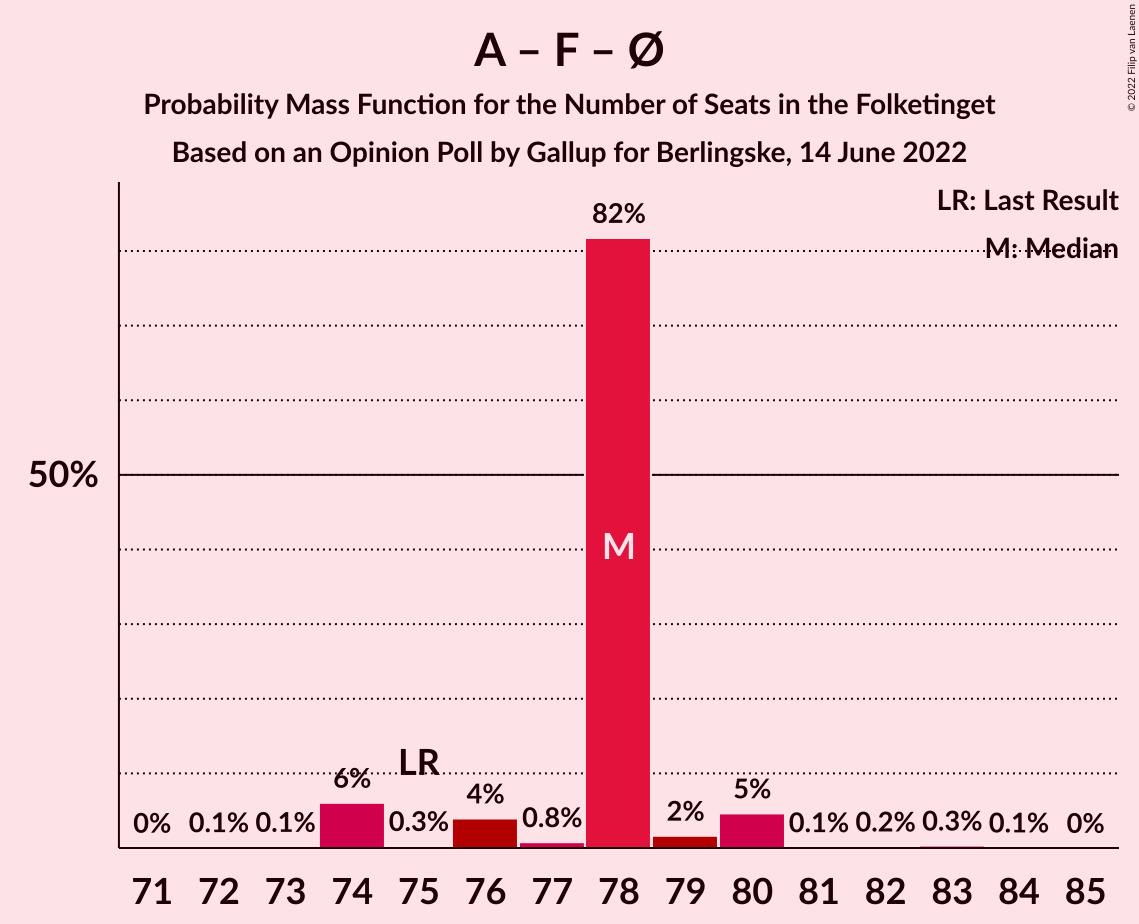 A – F – Ø
Probability Mass Function for the Number of Seats in the Folketinget
Based on an Opinion Poll by Gallup for Berlingske, 14 June 2022
© 2022 Filip van Laenen
LR: Last Result
M: Median
82%
50%
M
LR
6%
4%
5%
2%
0%
0.1%
0.1%
0.3%
0.8%
0.1%
0.2%
0.3%
0.1%
0%
71 72 73 74 75 76 77 78 79 80 81 82 83 84 85